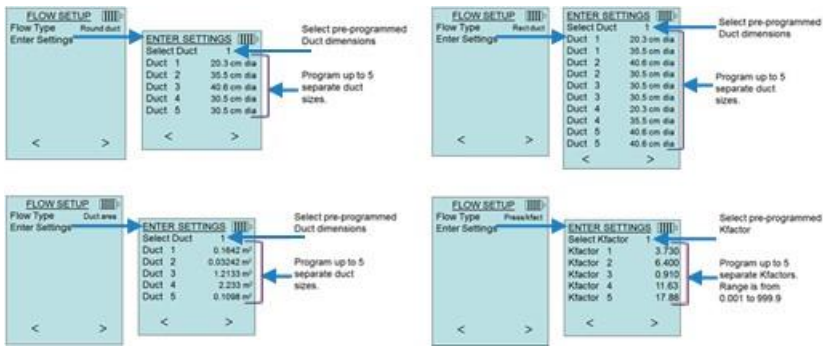 FLOW SETUP
Flow Type Round duct
Enter Settings
< >
ENTER SETTINGS
Select Duct 1
Duct 1 20.3 cm dia
Duct 2 35.5 cm dia
Duct 3 40.6 cm dia
Duct 4 30.5 cm dia
Duct 5 30.5 cm dia
< >
Select pre-programmed
Duct dimensions
Program up to 5
separate duct
sizes.
FLOW SETUP
Flow Type Rect duct
Enter Settings
< >
ENTER SETTINGS
Select Duct 1
Duct 1 20.3 cm dia
Duct 1 35.5 cm dia
Duct 2 40.6 cm dia
Duct 2 30.5 cm dia
Duct 3 30.5 cm dia
Duct 3 30.5 cm dia
Duct 4 20.3 cm dia
Duct 4 35.5 cm dia
Duct 5 40.6 cm dia
Duct 5 40.6 cm dia
< >
Select pre-programmed
Duct dimensions
Program up to 5
separate duct
sizes.
FLOW SETUP
Flow Type Duct area
Enter Settings
< >
ENTER SETTINGS
Select Duct 1
Duct 1 0.1642 m²
Duct 2 0.03242 m²
Duct 3 1.2133 m²
Duct 4 2.233 m²
Duct 5 0.1098 m²
< >
Select pre-programmed
Duct dimensions
Program up to 5
separate duct
sizes.
FLOW SETUP
Flow Type Press/kfact
Enter Settings
< >
ENTER SETTINGS
Select Kfactor 1
Kfactor 1 3.730
Kfactor 2 6.400
Kfactor 3 0.910
Kfactor 4 11.63
Kfactor 5 17.88
< >
Select pre-programmed
Kfactor
Program up to 5
separate Kfactors.
Range is from
0.001 to 999.9